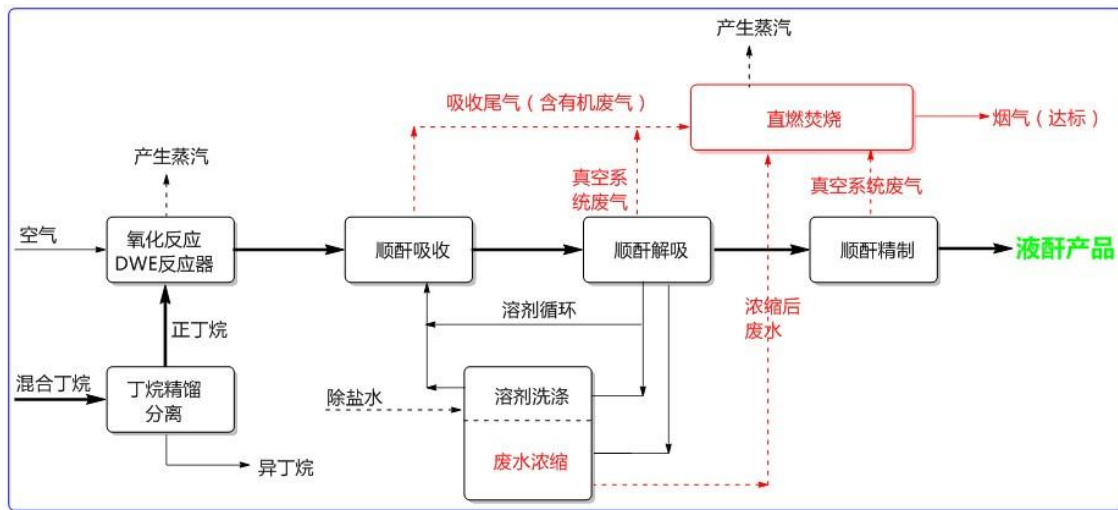 产生蒸汽
吸收尾气（含有机废气）
直燃焚烧
烟气（达标）
产生蒸汽
真空系
统废气
真空系统废气
空气
氧化反应
DWE反应器
顺酐吸收
顺酐解吸
顺酐精制
液酐产品
正丁烷
溶剂循环
浓缩后
废水
混合丁烷
丁烷精馏
分离
除盐水
溶剂洗涤
废水浓缩
异丁烷